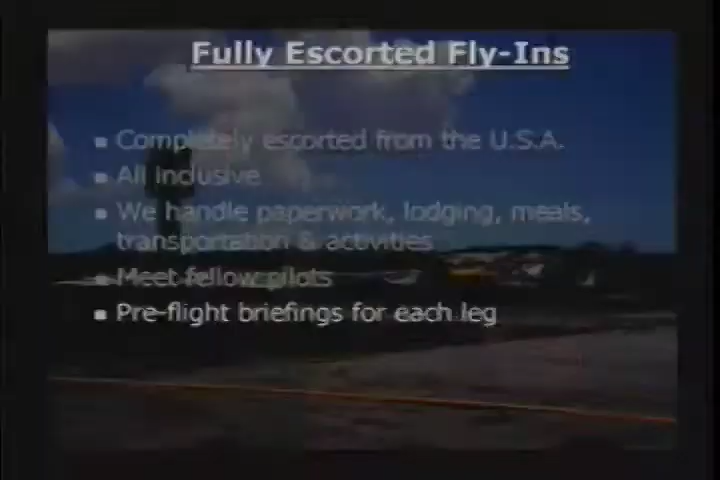 Fully Escorted Fly-Ins
Completely escorted from the U.S.A.
All inclusive
We handle paperwork, lodging, meals,
transportation & activities
Meet fellow pilots
Pre-flight briefings for each leg